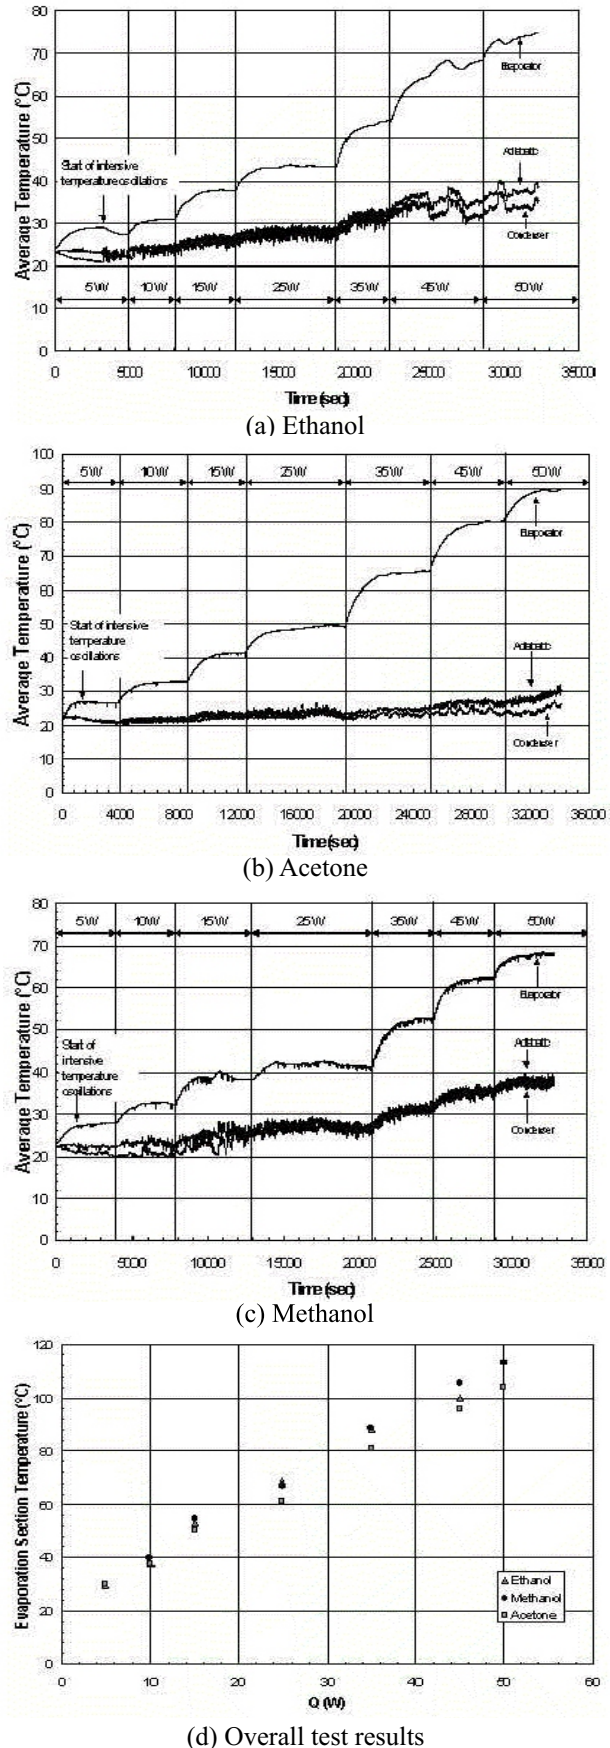 80
70
60
50
40
30
20
10
0
Average Temperature (°C)
Start of intensive
temperature oscillations
Evaporator
Adiabatic
Condenser
5W 10W 15W 25W 35W 45W 50W
0 5000 10000 15000 20000 25000 30000 35000
Time (sec)
(a) Ethanol
100
90
80
70
60
50
40
30
20
10
0
Average Temperature (°C)
5W 10W 15W 25W 35W 45W 50W
Start of intensive
temperature
oscillations
Evaporator
Adiabatic
Condenser
0 4000 8000 12000 16000 20000 24000 28000 32000 36000
Time (sec)
(b) Acetone
80
70
60
50
40
30
20
10
0
Average Temperature (°C)
5W 10W 15W 25W 35W 45W 50W
Start of
intensive
temperature
oscillations
Evaporator
Adiabatic
Condenser
0 5000 10000 15000 20000 25000 30000 35000
Time (sec)
(c) Methanol
120
100
80
60
40
20
0
Evaporation Section Temperature (°C)
Ethanol
Methanol
Acetone
0 10 20 30 40 50 60
Q (W)
(d) Overall test results